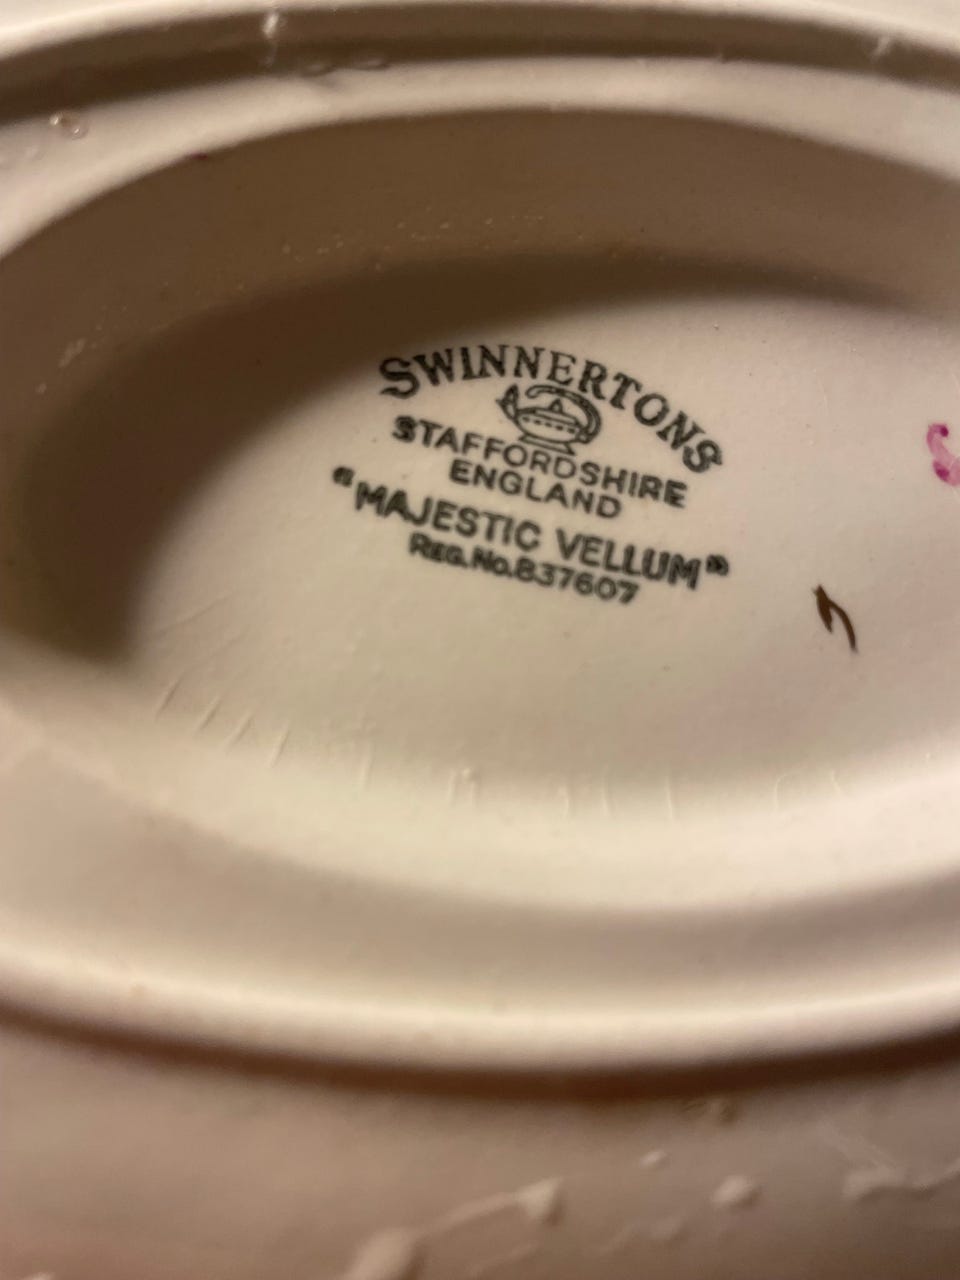 SWINNERTONS
STAFFORDSHIRE
ENGLAND
"MAJESTIC VELLUM"
REG.NO.837607